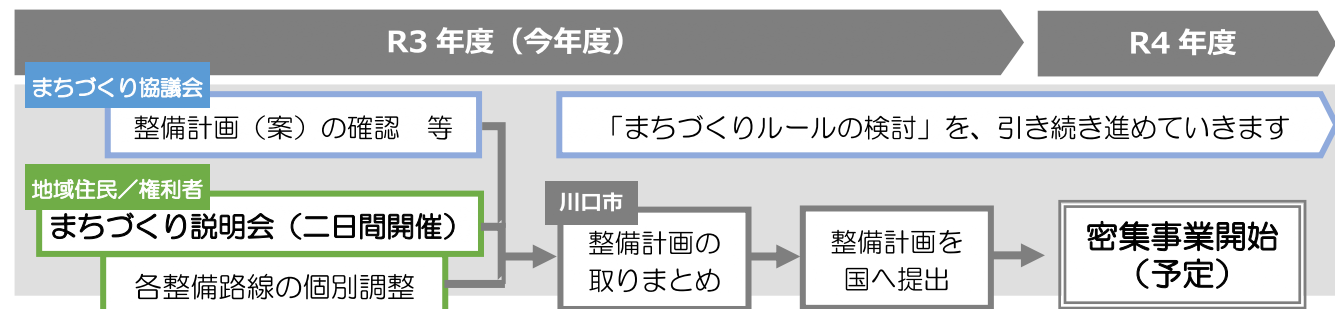 R3 年度（今年度）
R4 年度
まちづくり協議会
整備計画（案）の確認　等
「まちづくりルールの検討」を、引き続き進めていきます
地域住民／権利者
まちづくり説明会（二日間開催）
各整備路線の個別調整
川口市
整備計画の
取りまとめ
整備計画を
国へ提出
密集事業開始
（予定）